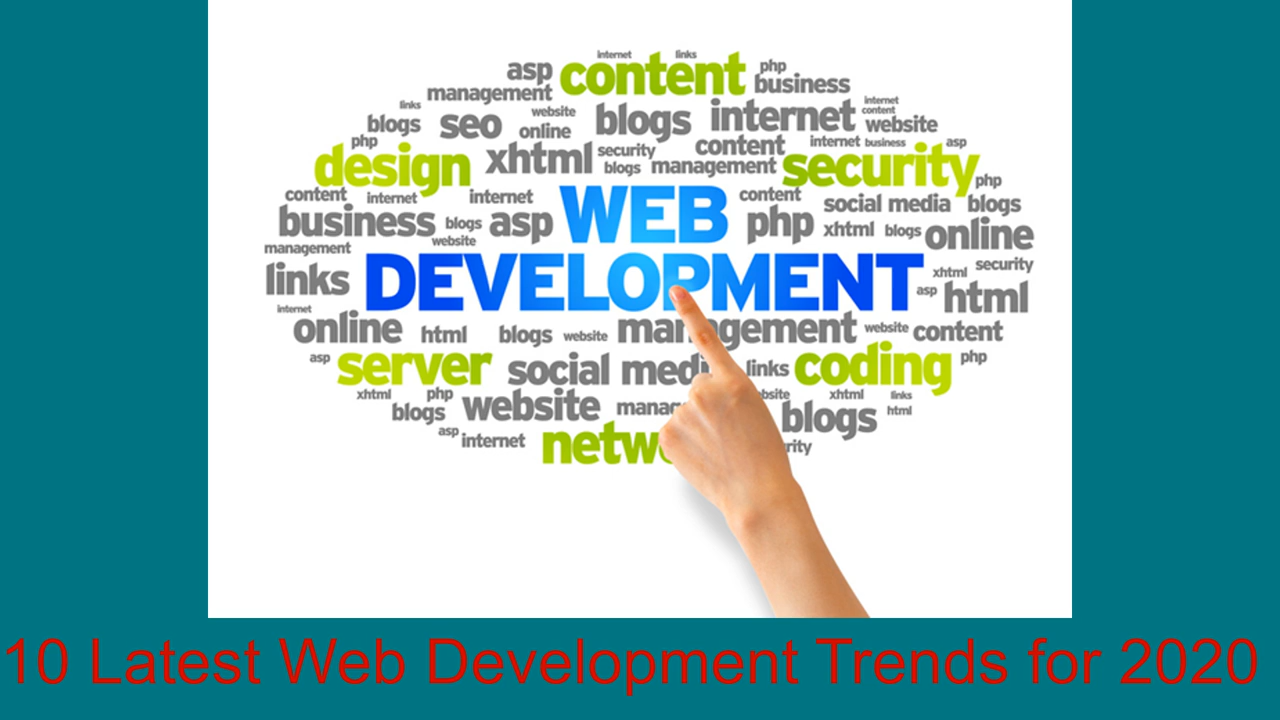 internet links
asp content php
management business
links website internet
blogs seo online blogs internet content website
php security content internet business asp
design xhtml blogs management security php
content internet internet WEB content social media blogs
business blogs asp php xhtml blogs online
management website
links DEVELOPMENT xhtml security
internet asp html
online html blogs website management website content
asp server social media links coding php
xhtml php xhtml links
blogs website blogs html
asp internet
10 Latest Web Development Trends for 2020